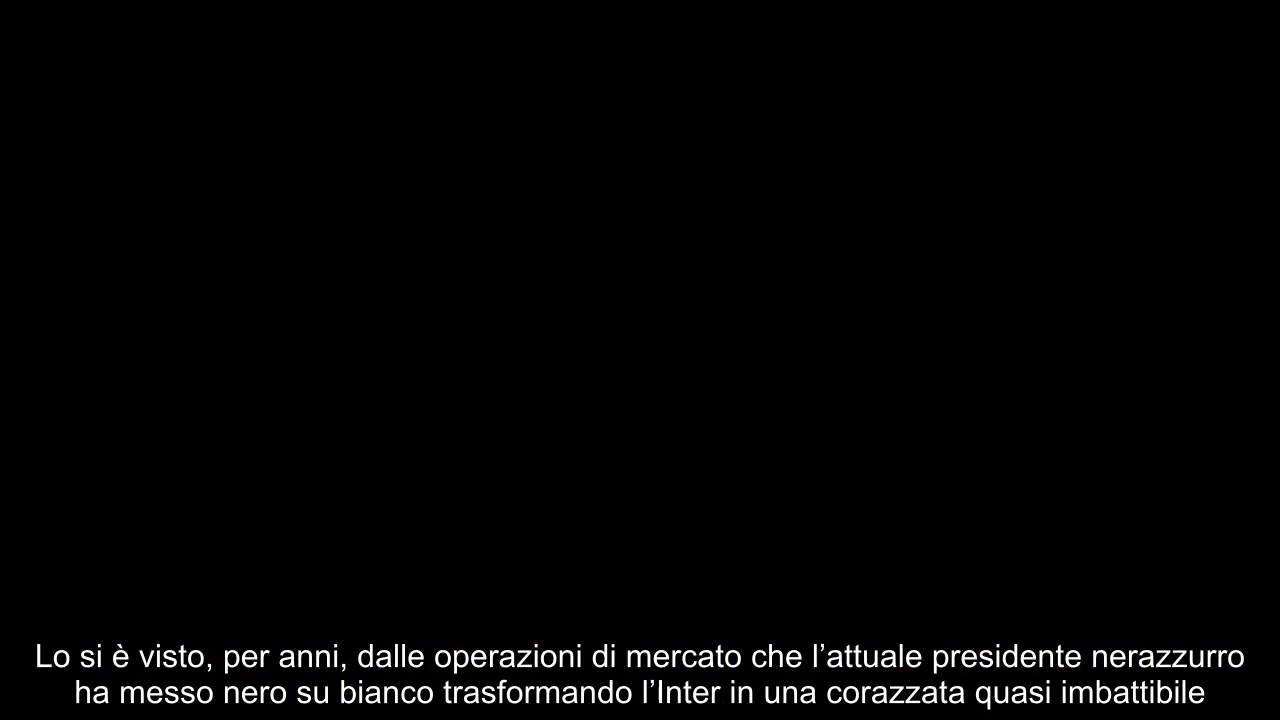 Lo si è visto, per anni, dalle operazioni di mercato che l’attuale presidente nerazzurro
ha messo nero su bianco trasformando l’Inter in una corazzata quasi imbattibile